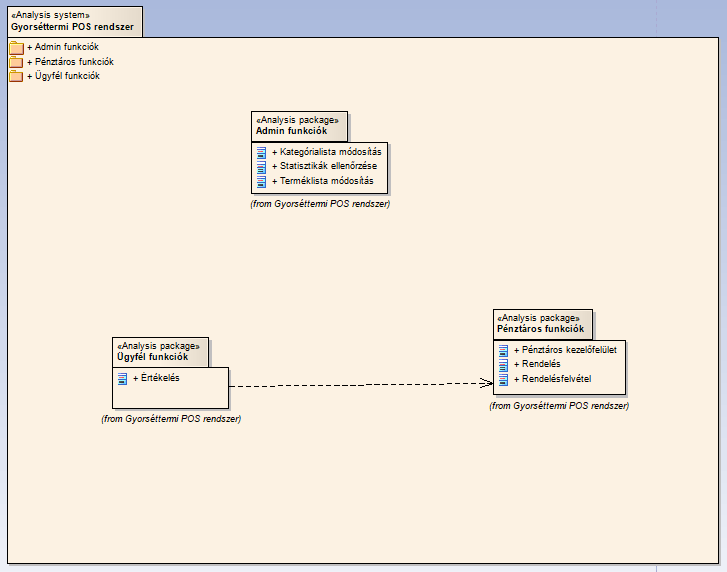 «Analysis system»
Gyorséttermi POS rendszer
+ Admin funkciók
+ Pénztáros funkciók
+ Ügyfél funkciók
«Analysis package»
Admin funkciók
+ Kategórialista módosítás
+ Statisztikák ellenőrzése
+ Terméklista módosítás
(from Gyorséttermi POS rendszer)
«Analysis package»
Ügyfél funkciók
+ Értékelés
(from Gyorséttermi POS rendszer)
«Analysis package»
Pénztáros funkciók
+ Pénztáros kezelőfelület
+ Rendelés
+ Rendelésfelvétel
(from Gyorséttermi POS rendszer)